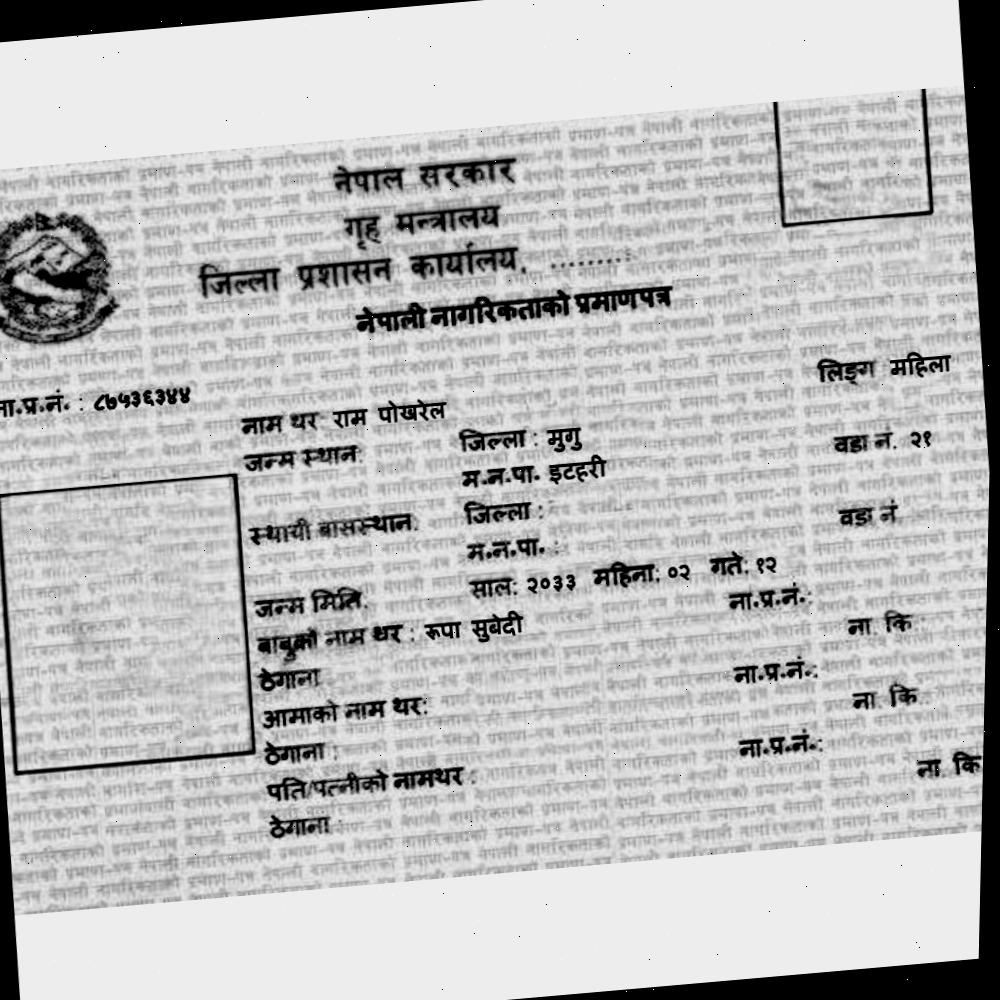 नेपाल सरकार
गृह मन्त्रालय
जिल्ला प्रशासन कार्यालय, ........
नेपाली नागरिकताको प्रमाणपत्र
ना.प्र.नं. : ८७५३६३४४
लिङ्ग महिला
नाम थर राम पोखरेल
जन्म स्थान: जिल्ला : मुगु वडा नं. २१
म.न.पा. इटहरी
स्थायी बासस्थान: जिल्ला : वडा नं
म.न.पा. :
जन्म मिति: साल: २०३३ महिना: ०२ गते: १२
बाबुको नाम थर : रूपा सुबेदी ना.प्र.नं.:
ठेगाना ना कि
आमाको नाम थर: ना.प्र.नं.:
ठेगाना : ना कि
पति/पत्नीको नामथर : ना.प्र.नं.:
ठेगाना ना कि